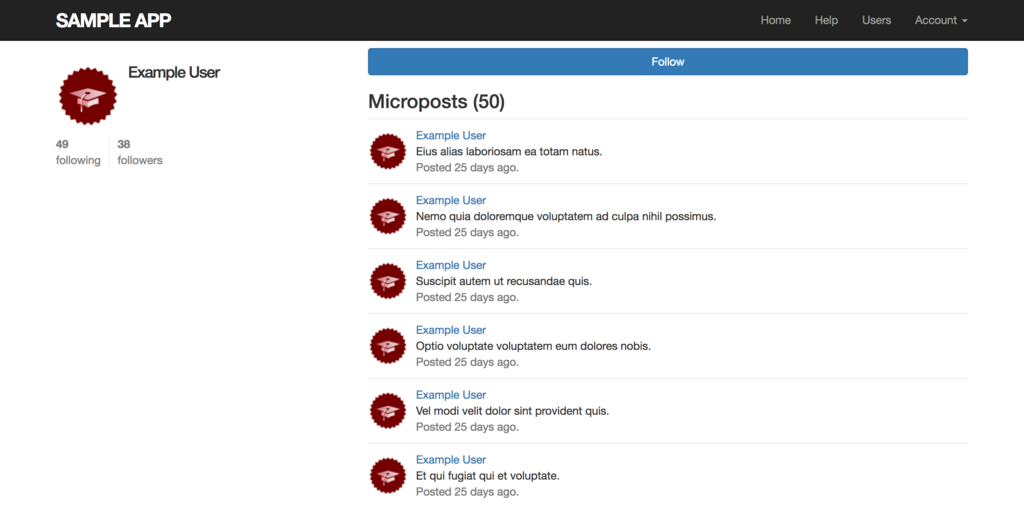 SAMPLE APP
Home Help Users Account
Example User
49 38
following followers
Follow
Microposts (50)
Example User
Eius alias laboriosam ea totam natus.
Posted 25 days ago.
Example User
Nemo quia doloremque voluptatem ad culpa nihil possimus.
Posted 25 days ago.
Example User
Suscipit autem ut recusandae quis.
Posted 25 days ago.
Example User
Optio voluptate voluptatem eum dolores nobis.
Posted 25 days ago.
Example User
Vel modi velit dolor sint provident quis.
Posted 25 days ago.
Example User
Et qui fugiat qui et voluptate.
Posted 25 days ago.